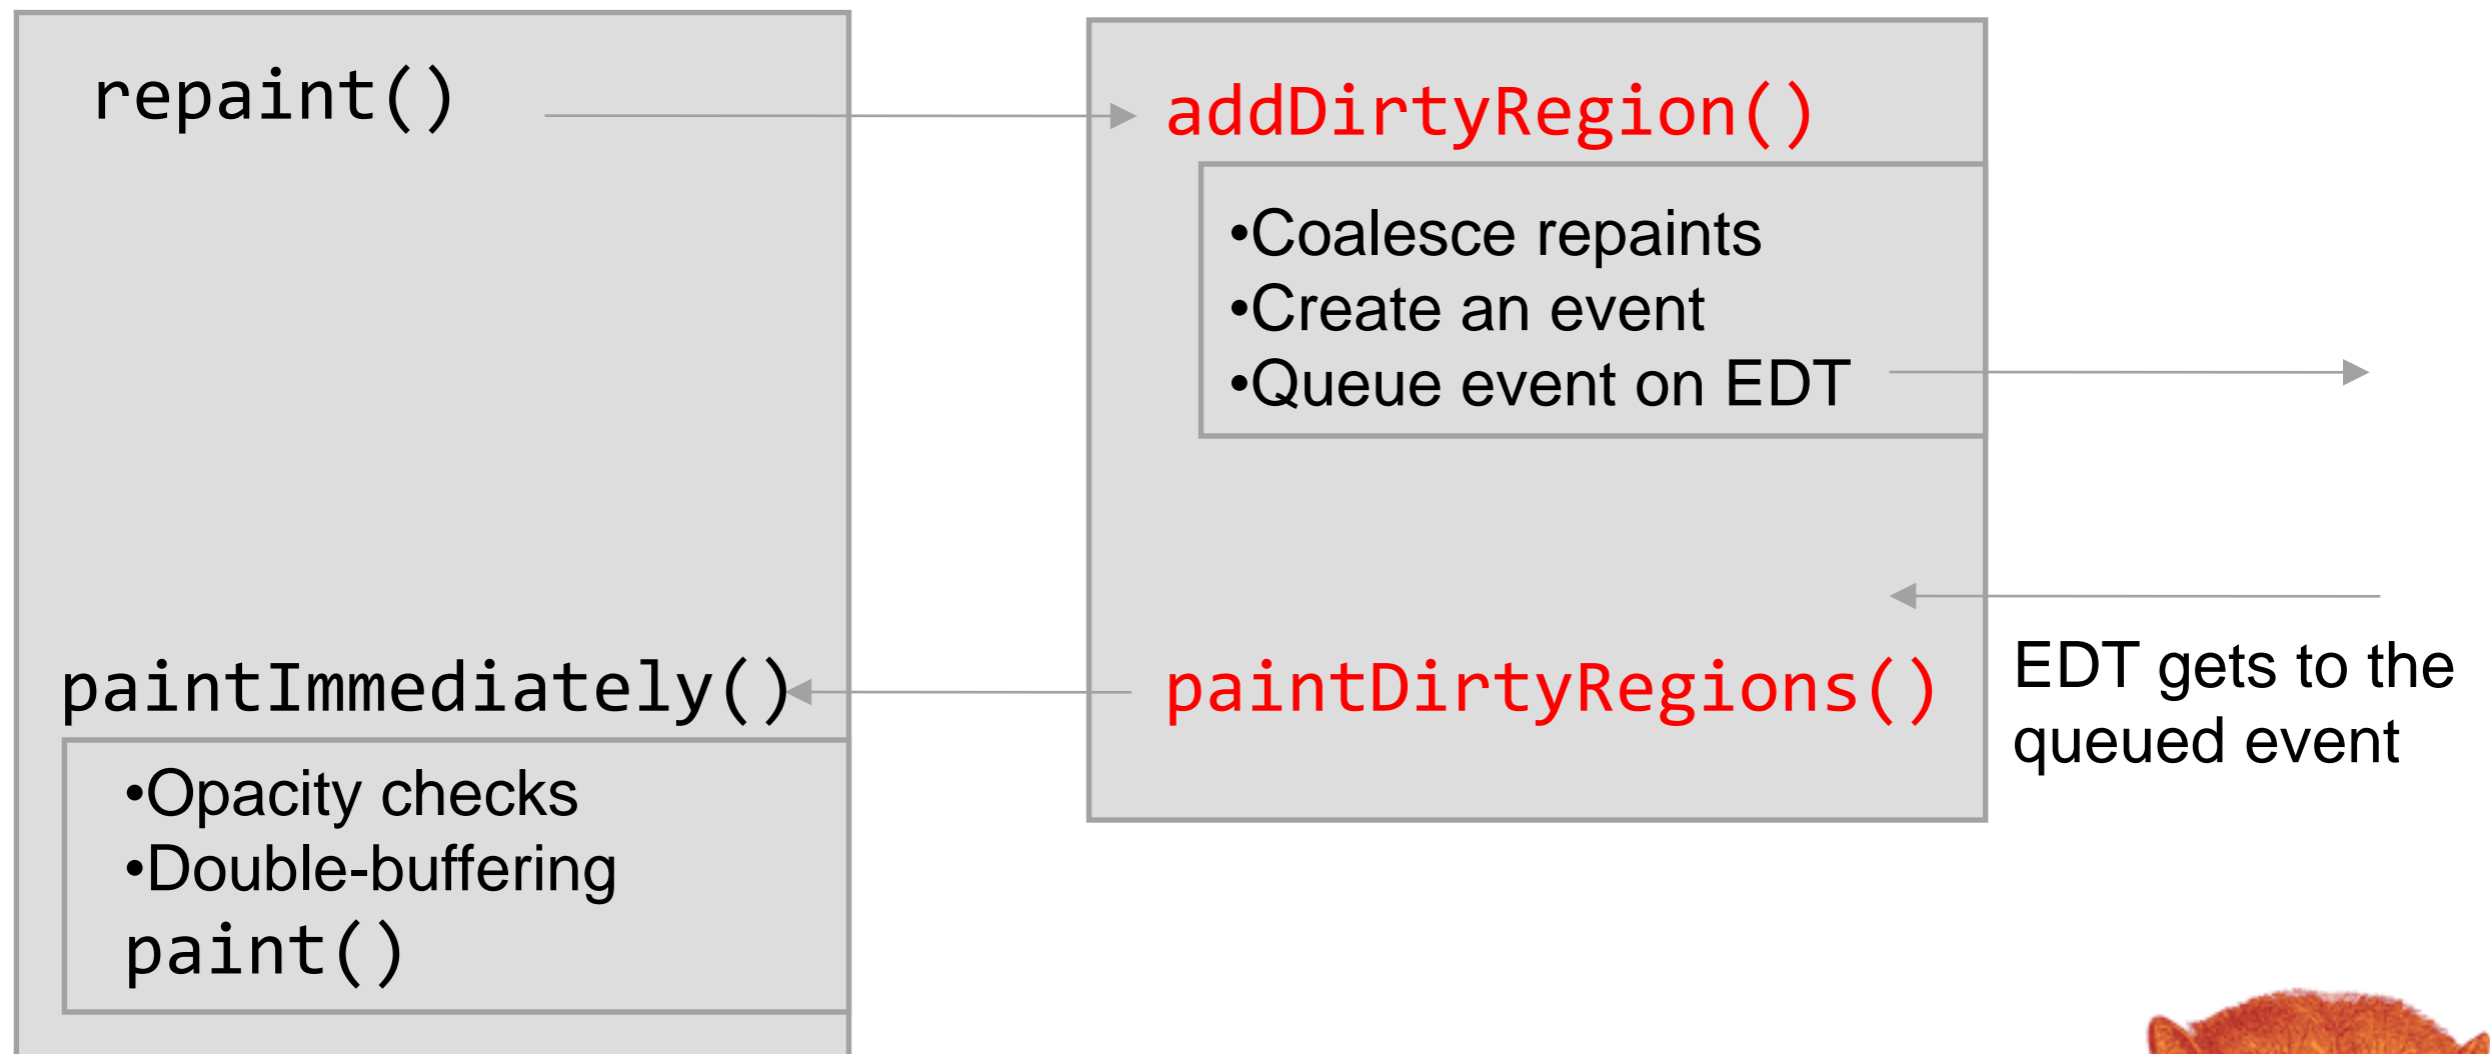 repaint()
addDirtyRegion()
•Coalesce repaints
•Create an event
•Queue event on EDT
paintImmediately()
paintDirtyRegions()
EDT gets to the
queued event
•Opacity checks
•Double-buffering
paint()